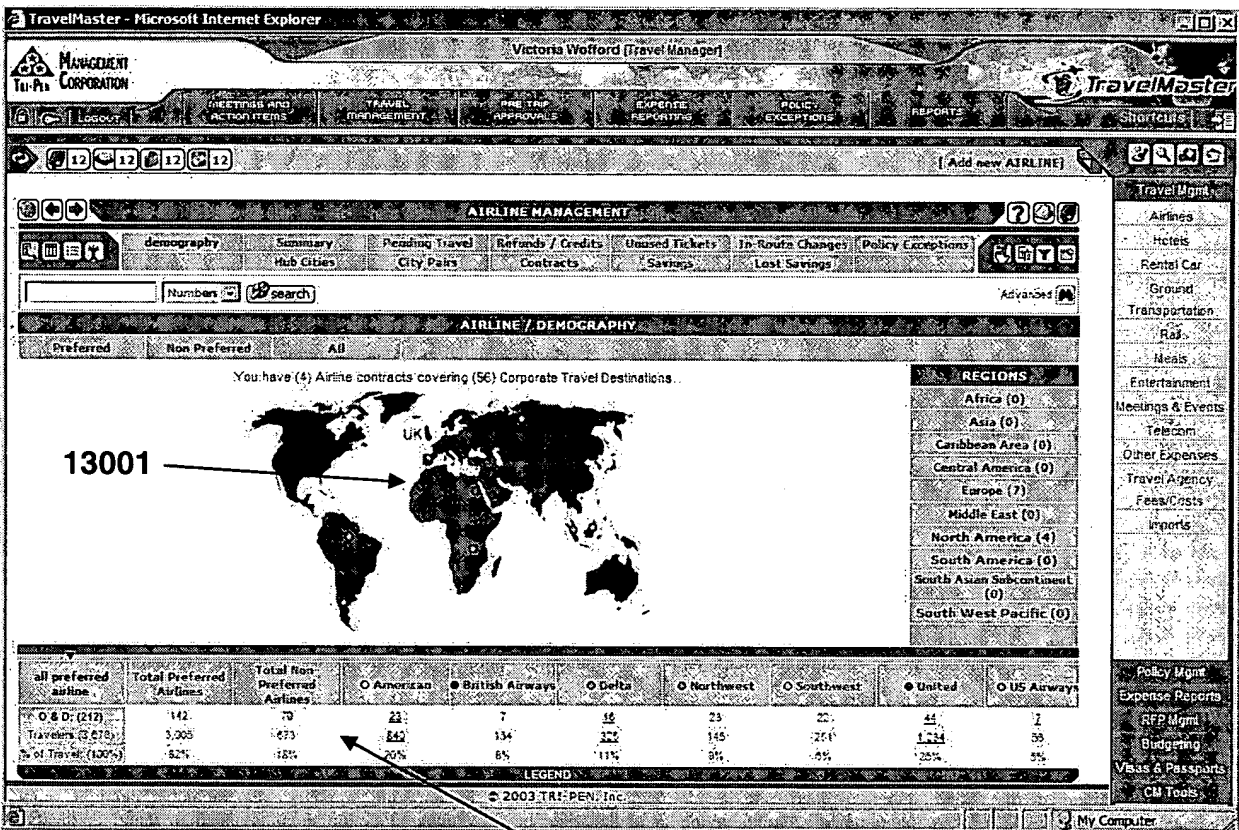 TravelMaster - Microsoft Internet Explorer
Victoria Wofford [Travel Manager]
MANAGEMENT
TRI-PEN CORPORATION
TravelMaster
LOGOUT
MEETINGS AND ACTION ITEMS
TRAVEL MANAGEMENT
PRE TRIP APPROVALS
EXPENSE REPORTING
POLICY EXCEPTIONS
REPORTS
Shortcuts
12 12 12 12
[Add new AIRLINE]
Travel Mgmt
AIRLINE MANAGEMENT
demography Summary Pending Travel Refunds / Credits Unused Tickets In-Route Changes Policy Exceptions
Hub Cities City Pairs Contracts Savings Lost Savings
Numbers search Advanced
AIRLINE / DEMOGRAPHY
Preferred Non Preferred All
You have (4) Airline contracts covering (56) Corporate Travel Destinations.
UK
13001
REGIONS
Africa (0)
Asia (0)
Caribbean Area (0)
Central America (0)
Europe (7)
Middle East (0)
North America (4)
South America (0)
South Asian Subcontinent (0)
South West Pacific (0)
Airlines
Hotels
Rental Car
Ground
Transportation
Rail
Meals
Entertainment
Meetings & Events
Telecom
Other Expenses
Travel Agency
Fees/Costs
Imports
Policy Mgmt
Expense Reports
RFP Mgmt
Budgeting
Visas & Passports
CM Tools
all preferred airline Total Preferred Airlines Total Non-Preferred Airlines American British Airways Delta Northwest Southwest United US Airways
O & D: (212) 142 70 23 7 16 23 22 44 7
Travelers (3,678) 3,005 673 840 134 326 145 251 1,234
% of Travel: (100%) 82% 18% 20% 8% 11% 25% 5%
LEGEND
© 2003 TRI-PEN, Inc.
My Computer